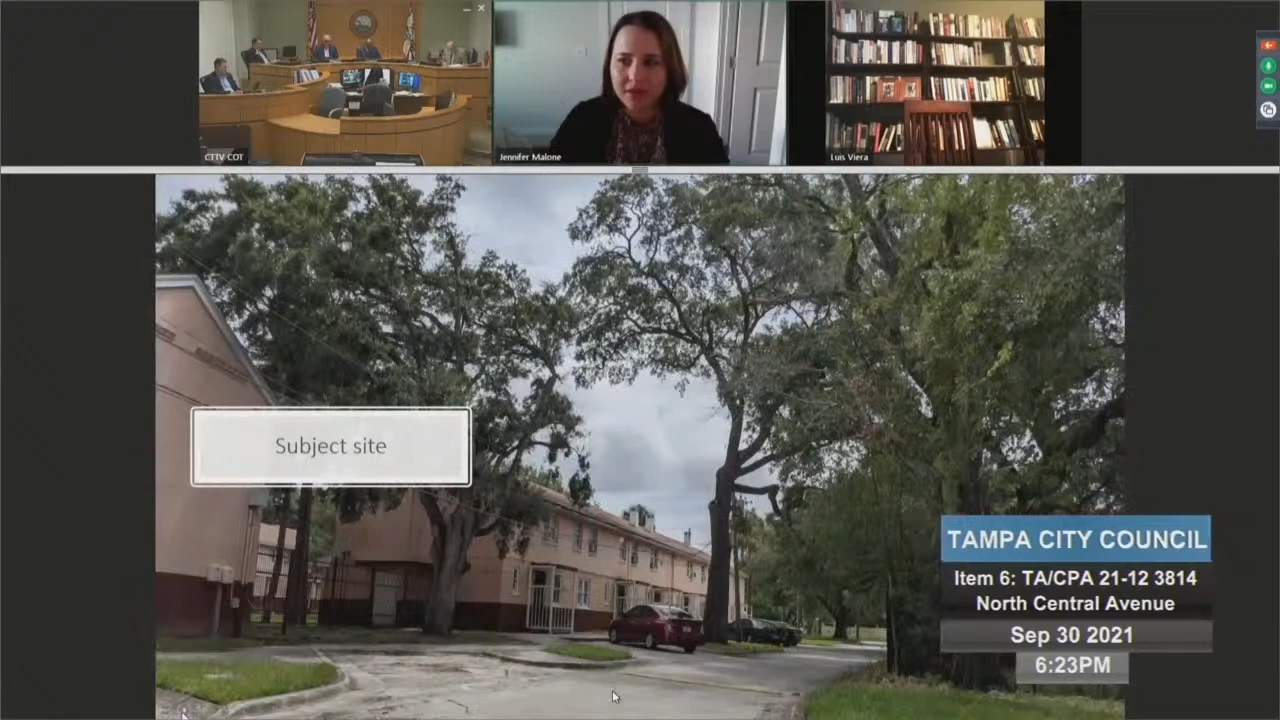 CTTV COT
Jennifer Malone
Luis Viera
Subject site
TAMPA CITY COUNCIL
Item 6: TA/CPA 21-12 3814
North Central Avenue
Sep 30 2021
6:23PM